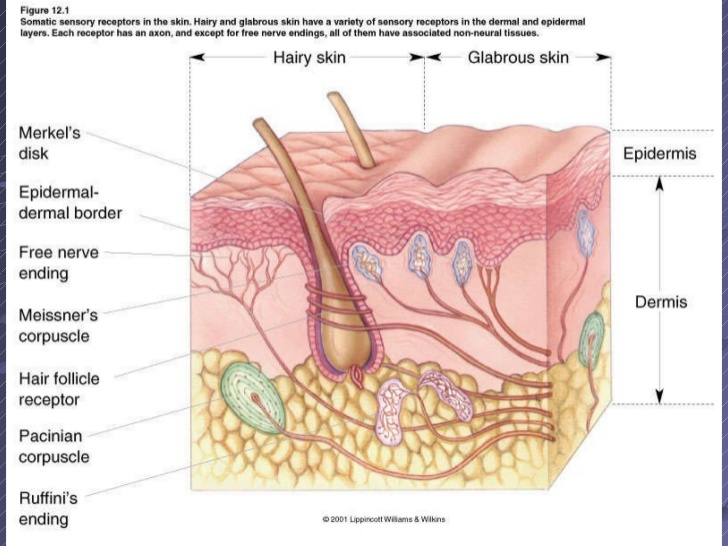 Figure 12.1
Somatic sensory receptors in the skin. Hairy and glabrous skin have a variety of sensory receptors in the dermal and epidermal
layers. Each receptor has an axon, and except for free nerve endings, all of them have associated non-neural tissues.
Hairy skin
Glabrous skin
Merkel's
disk
Epidermis
Epidermal-
dermal border
Free nerve
ending
Dermis
Meissner's
corpuscle
Hair follicle
receptor
Pacinian
corpuscle
Ruffini's
ending
© 2001 Lippincott Williams & Wilkins